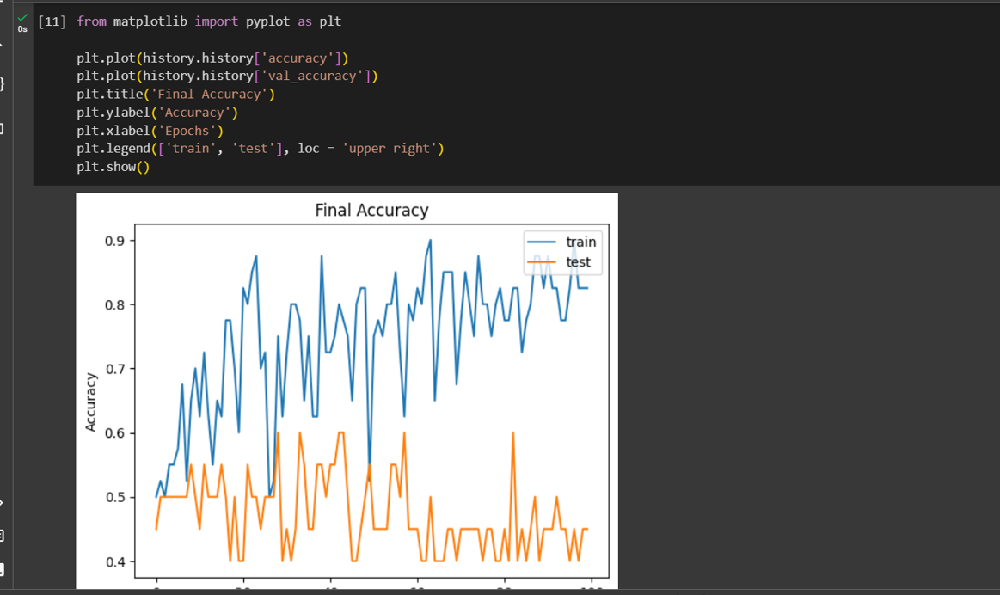 [11] from matplotlib import pyplot as plt
0s
plt.plot(history.history['accuracy'])
plt.plot(history.history['val_accuracy'])
plt.title('Final Accuracy')
plt.ylabel('Accuracy')
plt.xlabel('Epochs')
plt.legend(['train', 'test'], loc = 'upper right')
plt.show()
Final Accuracy
train
test
0.9
0.8
0.7
0.6
0.5
0.4
Accuracy